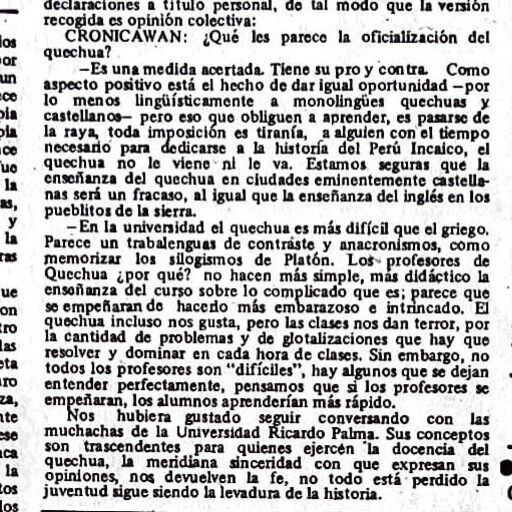 declaraciones a título personal, de tal modo que la versión
recogida es opinión colectiva:
CRONICAWAN: ¿Qué les parece la oficialización del
quechua?
—Es una medida acertada. Tiene su pro y contra. Como
aspecto positivo está el hecho de dar igual oportunidad —por
lo menos lingüísticamente a monolingües quechuas y
castellanos— pero eso que obliguen a aprender, es pasarse de
la raya, toda imposición es tiranía, a alguien con el tiempo
necesario para dedicarse a la historia del Perú Incaico, el
quechua no le viene ni le va. Estamos seguras que la
enseñanza del quechua en ciudades eminentemente castella-
nas será un fracaso, al igual que la enseñanza del inglés en los
pueblitos de la sierra.
—En la universidad el quechua es más difícil que el griego.
Parece un trabalenguas de contraste y anacronismos, como
memorizar los silogismos de Platón. Los profesores de
Quechua ¿por qué? no hacen más simple, más didáctico la
enseñanza del curso sobre lo complicado que es; parece que
se empeñaran de hacerlo más embarazoso e intrincado. El
quechua incluso nos gusta, pero las clases nos dan terror, por
la cantidad de problemas y de glotalizaciones que hay que
resolver y dominar en cada hora de clases. Sin embargo, no
todos los profesores son "difíciles", hay algunos que se dejan
entender perfectamente, pensamos que si los profesores se
empeñaran, los alumnos aprenderían más rápido.
Nos hubiera gustado seguir conversando con las
muchachas de la Universidad Ricardo Palma. Sus conceptos
son trascendentes para quienes ejercén la docencia del
quechua, la meridiana sinceridad con que expresan sus
opiniones, nos devuelven la fe, no todo está perdido la
juventud sigue siendo la levadura de la historia.